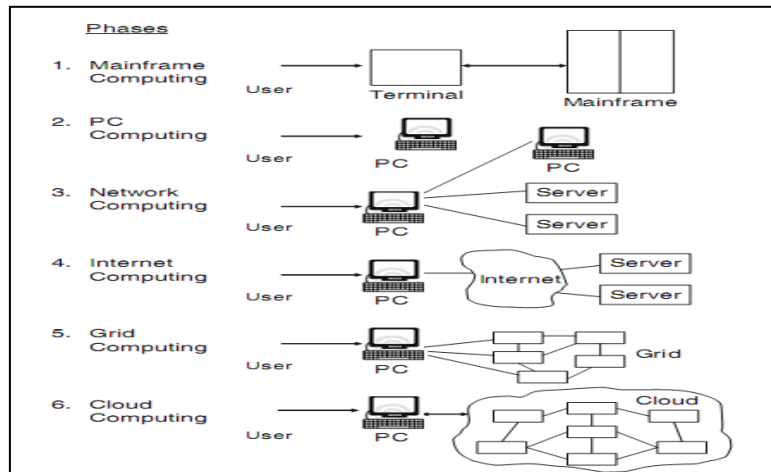 Phases
1. Mainframe
Computing
User
Terminal
Mainframe
2. PC
Computing
User
PC
PC
3. Network
Computing
User
PC
Server
Server
4. Internet
Computing
User
PC
Internet
Server
Server
5. Grid
Computing
User
PC
Grid
6. Cloud
Computing
User
PC
Cloud